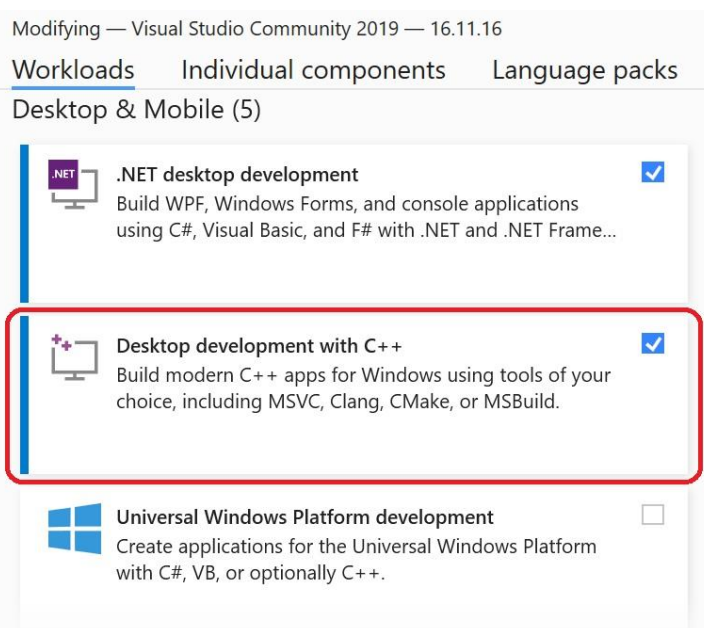 Modifying — Visual Studio Community 2019 — 16.11.16
Workloads Individual components Language packs
Desktop & Mobile (5)
.NET
.NET desktop development
Build WPF, Windows Forms, and console applications
using C#, Visual Basic, and F# with .NET and .NET Frame...
Desktop development with C++
Build modern C++ apps for Windows using tools of your
choice, including MSVC, Clang, CMake, or MSBuild.
Universal Windows Platform development
Create applications for the Universal Windows Platform
with C#, VB, or optionally C++.